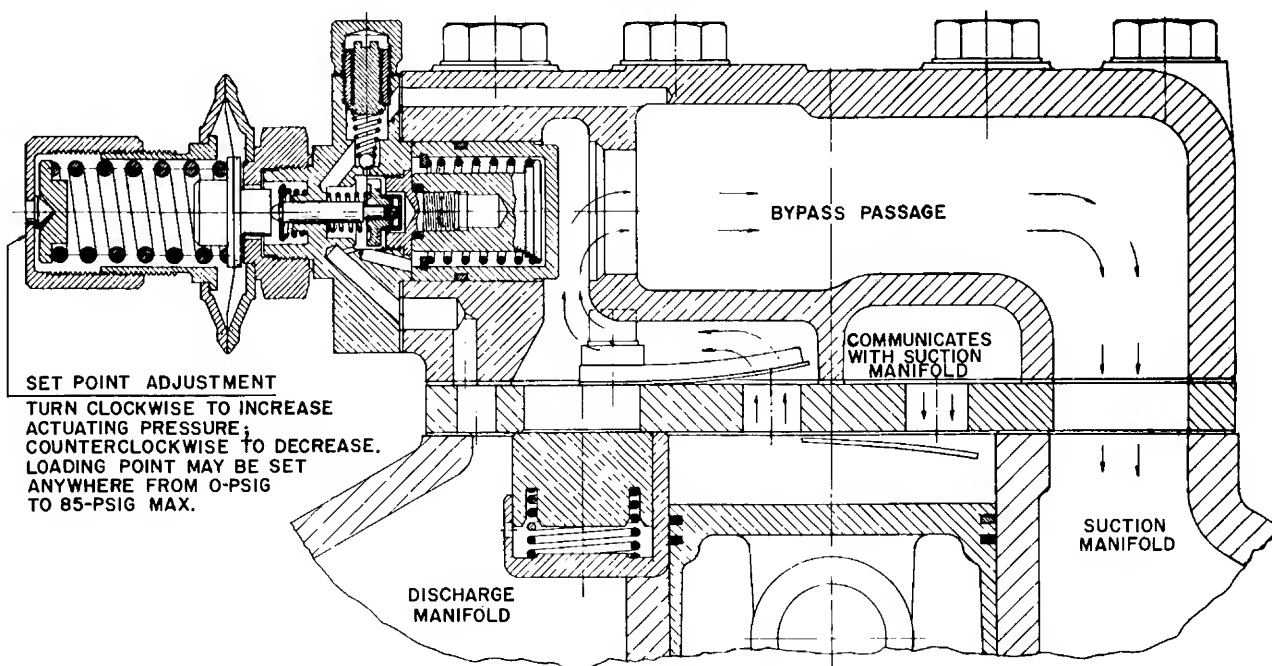 BYPASS PASSAGE
COMMUNICATES
WITH SUCTION
MANIFOLD
SET POINT ADJUSTMENT
TURN CLOCKWISE TO INCREASE
ACTUATING PRESSURE;
COUNTERCLOCKWISE TO DECREASE.
LOADING POINT MAY BE SET
ANYWHERE FROM 0-PSIG
TO 85-PSIG MAX.
DISCHARGE
MANIFOLD
SUCTION
MANIFOLD